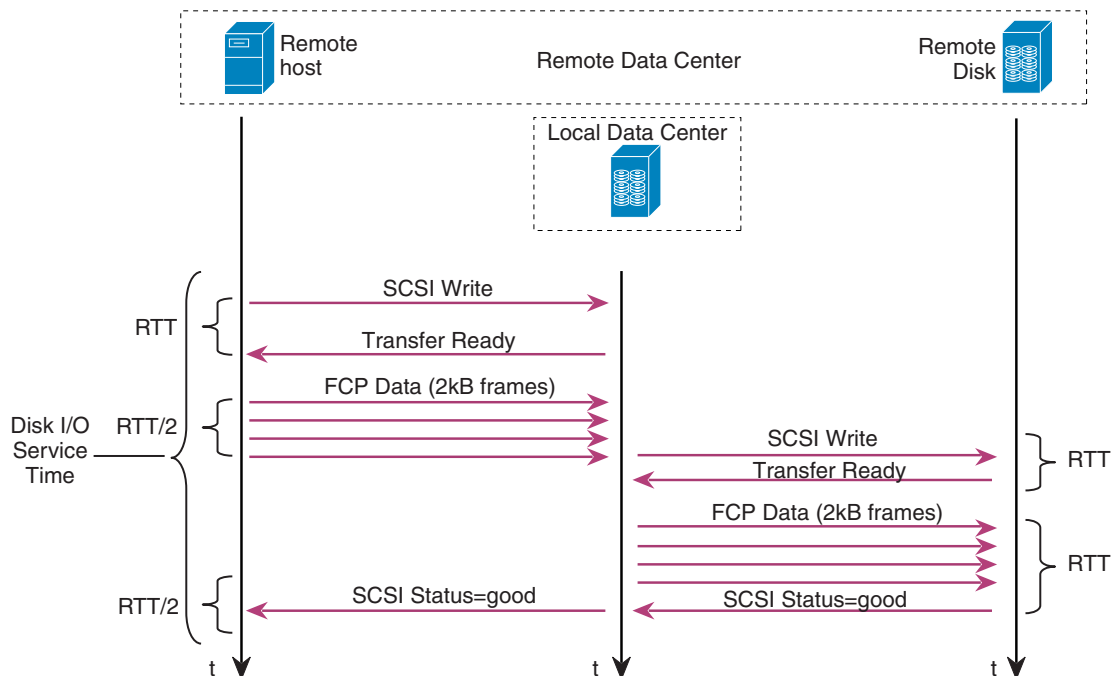 Remote
host
Remote Data Center
Remote
Disk
Local Data Center
SCSI Write
RTT
Transfer Ready
FCP Data (2kB frames)
Disk I/O
Service
Time
RTT/2
SCSI Write
Transfer Ready
RTT
FCP Data (2kB frames)
RTT
RTT/2
SCSI Status=good
SCSI Status=good
t
t
t